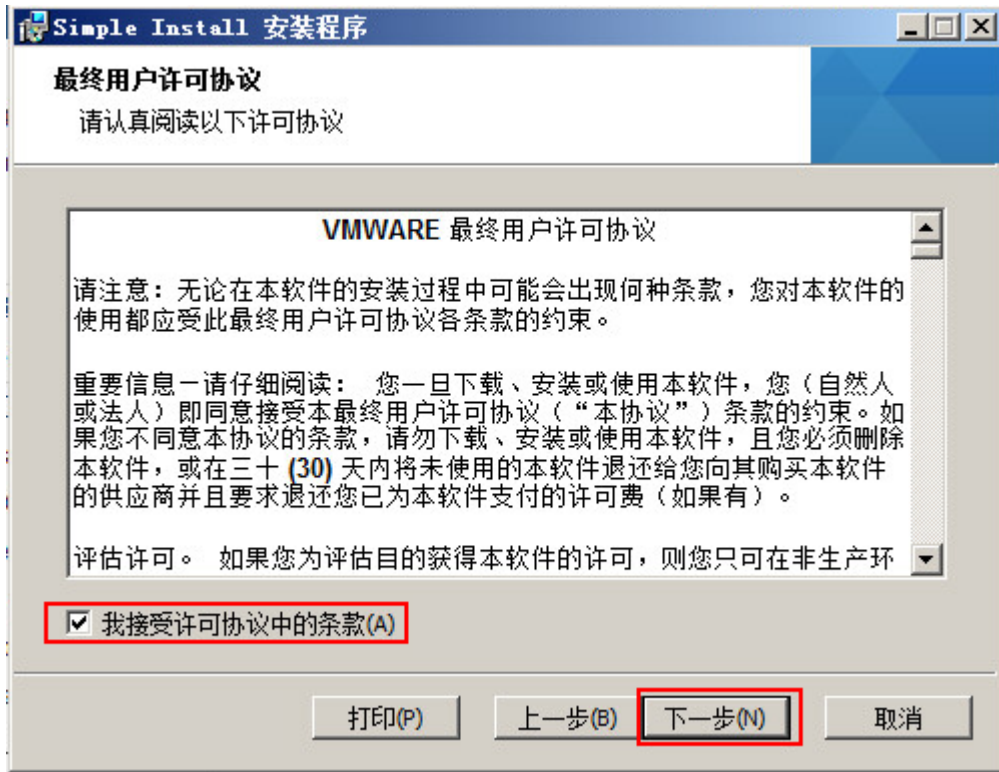 Simple Install 安装程序
最终用户许可协议
请认真阅读以下许可协议
VMWARE 最终用户许可协议
请注意：无论在本软件的安装过程中可能会出现何种条款，您对本软件的
使用都应受此最终用户许可协议各条款的约束。
重要信息－请仔细阅读： 您一旦下载、安装或使用本软件，您（自然人
或法人）即同意接受本最终用户许可协议（“本协议”）条款的约束。如
果您不同意本协议的条款，请勿下载、安装或使用本软件，且您必须删除
本软件，或在三十 (30) 天内将未使用的本软件退还给您向其购买本软件
的供应商并且要求退还您已为本软件支付的许可费（如果有）。
评估许可。 如果您为评估目的获得本软件的许可，则您只可在非生产环
我接受许可协议中的条款(A)
打印(P) 上一步(B) 下一步(N) 取消